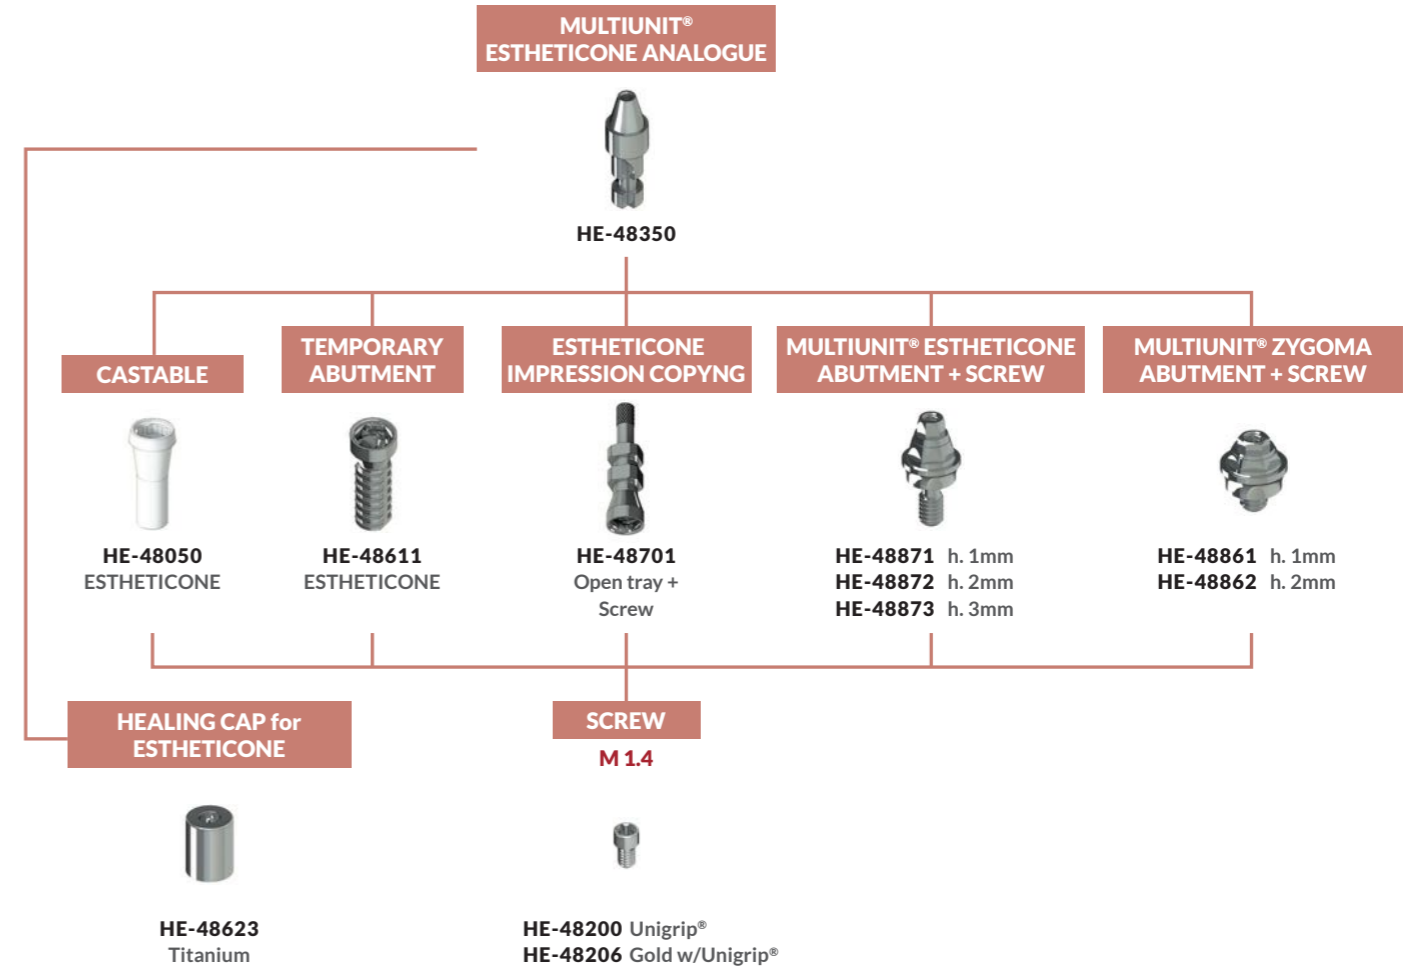 MULTIUNIT®
ESTHETICONE ANALOGUE
HE-48350
CASTABLE
HE-48050
ESTHETICONE
TEMPORARY
ABUTMENT
HE-48611
ESTHETICONE
ESTHETICONE
IMPRESSION COPYNG
HE-48701
Open tray +
Screw
MULTIUNIT® ESTHETICONE
ABUTMENT + SCREW
HE-48871 h. 1mm
HE-48872 h. 2mm
HE-48873 h. 3mm
MULTIUNIT® ZYGOMA
ABUTMENT + SCREW
HE-48861 h. 1mm
HE-48862 h. 2mm
HEALING CAP for
ESTHETICONE
HE-48623
Titanium
SCREW
M 1.4
HE-48200 Unigrip®
HE-48206 Gold w/Unigrip®